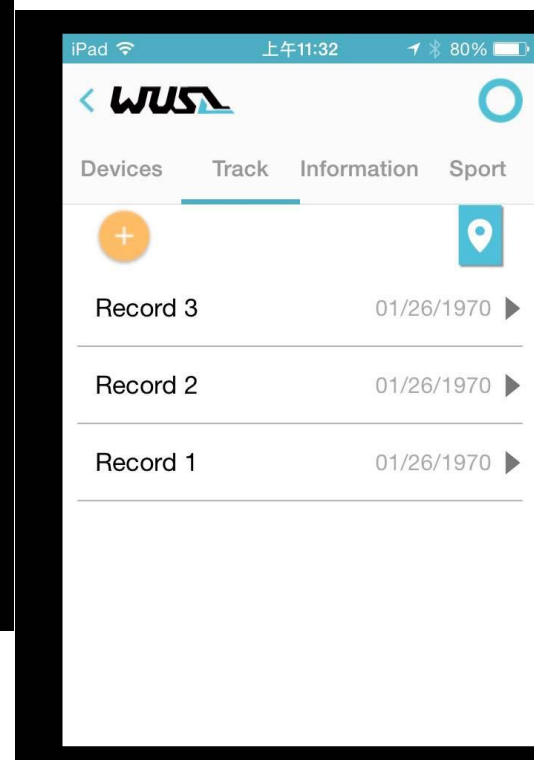 iPad 上午11:32 80%
WUSA
Devices Track Information Sport
Record 3 01/26/1970
Record 2 01/26/1970
Record 1 01/26/1970